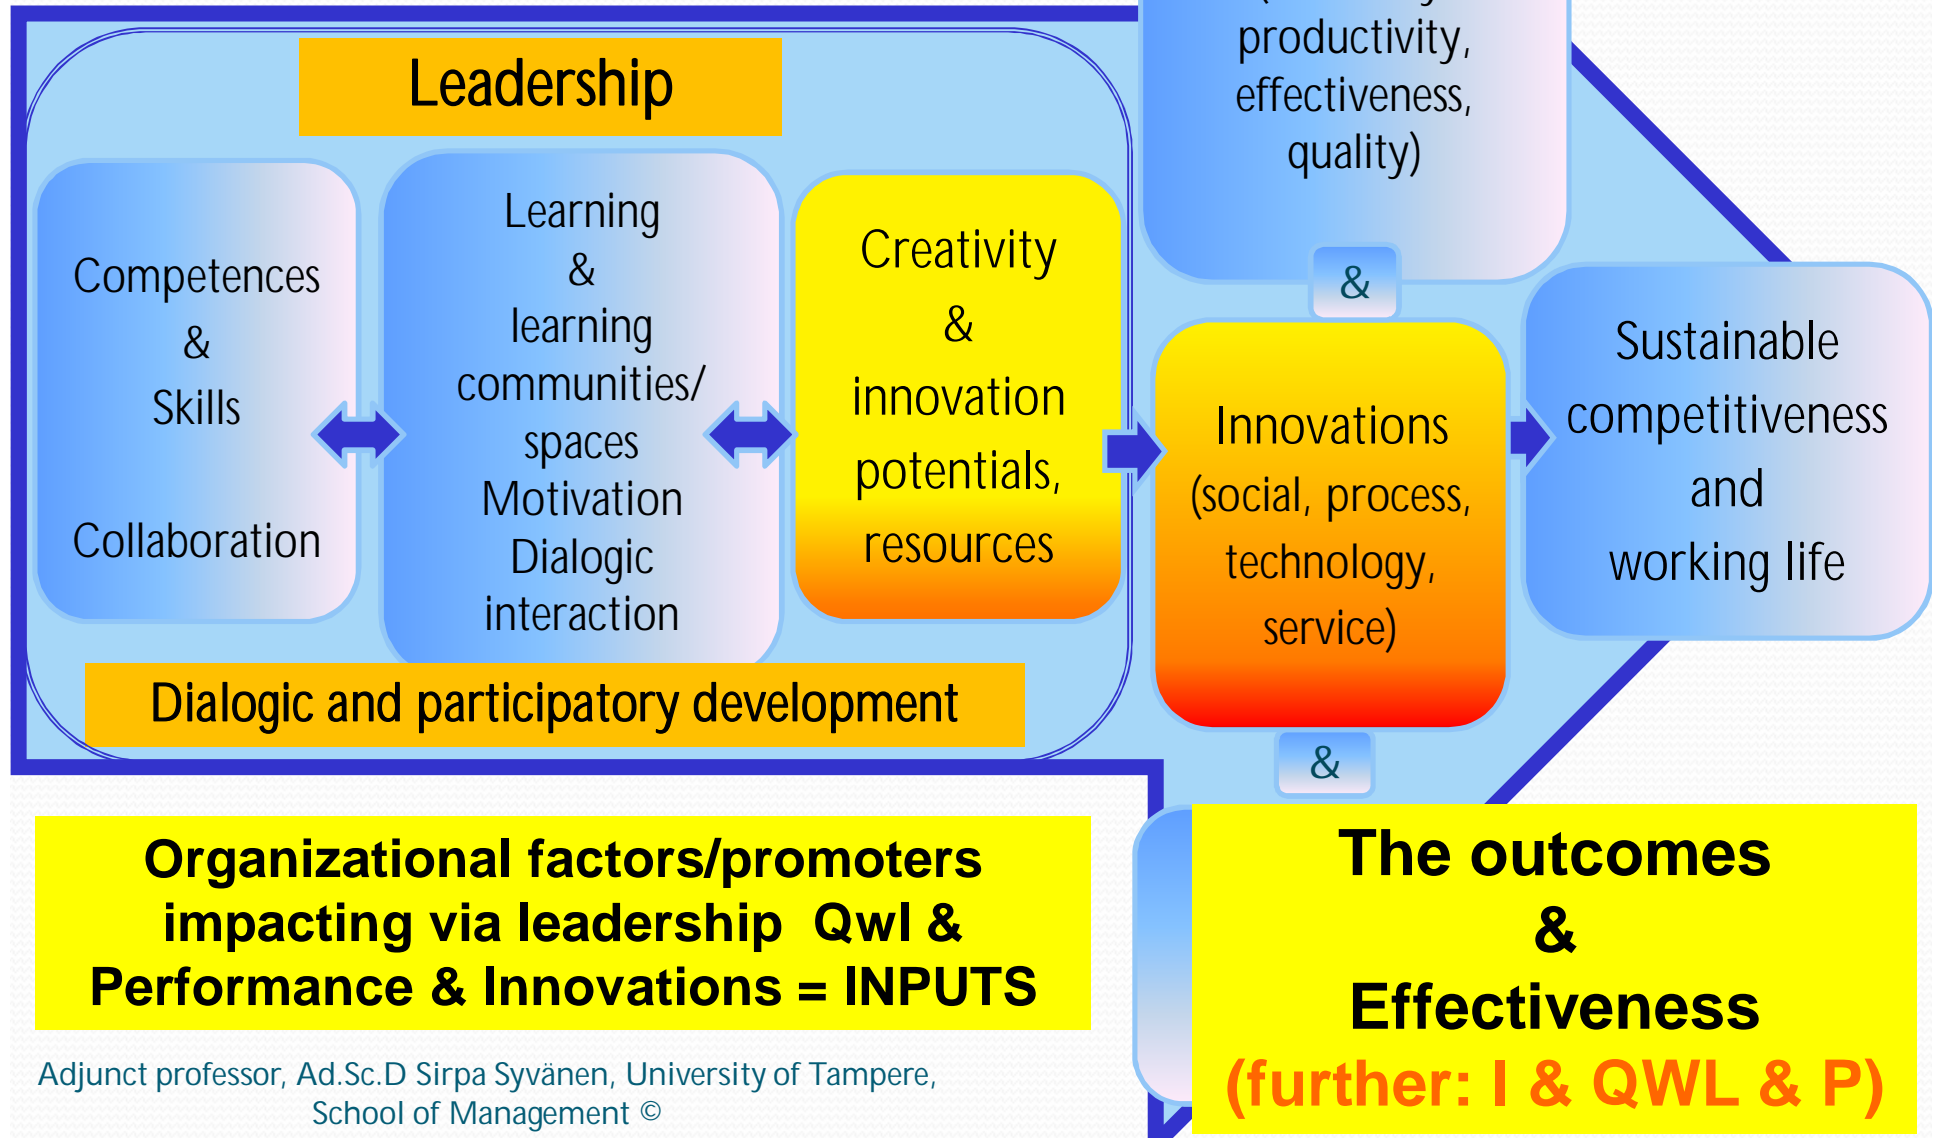 productivity,
effectiveness,
quality)
Leadership
Competences
&
Skills
Collaboration
Learning
&
learning
communities/
spaces
Motivation
Dialogic
interaction
Creativity
&
innovation
potentials,
resources
&
Innovations
(social, process,
technology,
service)
&
Sustainable
competitiveness
and
working life
Dialogic and participatory development
Organizational factors/promoters
impacting via leadership Qwl &
Performance & Innovations = INPUTS
The outcomes
&
Effectiveness
(further: I & QWL & P)
Adjunct professor, Ad.Sc.D Sirpa Syvänen, University of Tampere,
School of Management ©